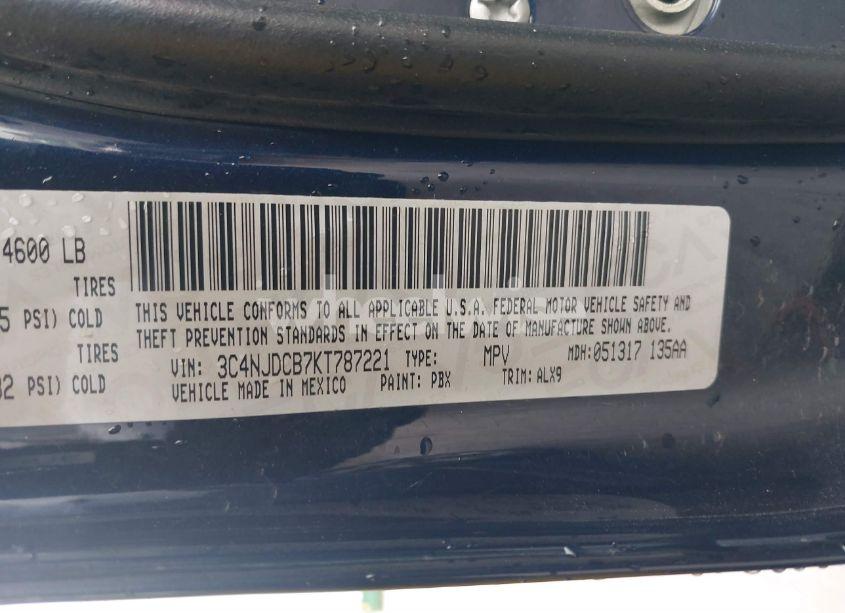 4600 LB
TIRES
5 PSI) COLD
TIRES
32 PSI) COLD
THIS VEHICLE CONFORMS TO ALL APPLICABLE U.S.A. FEDERAL MOTOR VEHICLE SAFETY AND
THEFT PREVENTION STANDARDS IN EFFECT ON THE DATE OF MANUFACTURE SHOWN ABOVE.
VIN: 3C4NJDCB7KT787221 TYPE: MPV MDH:051317 135AA
VEHICLE MADE IN MEXICO PAINT: PBX TRIM: ALX9